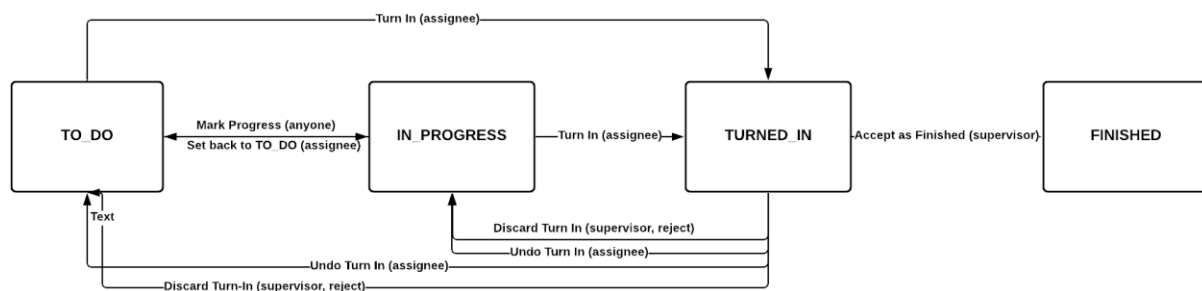 Turn In (assignee)
TO_DO
Mark Progress (anyone)
Set back to TO_DO (assignee)
IN_PROGRESS
Turn In (assignee)
TURNED_IN
Accept as Finished (supervisor)
FINISHED
Text
Discard Turn In (supervisor, reject)
Undo Turn In (assignee)
Undo Turn In (assignee)
Discard Turn-In (supervisor, reject)